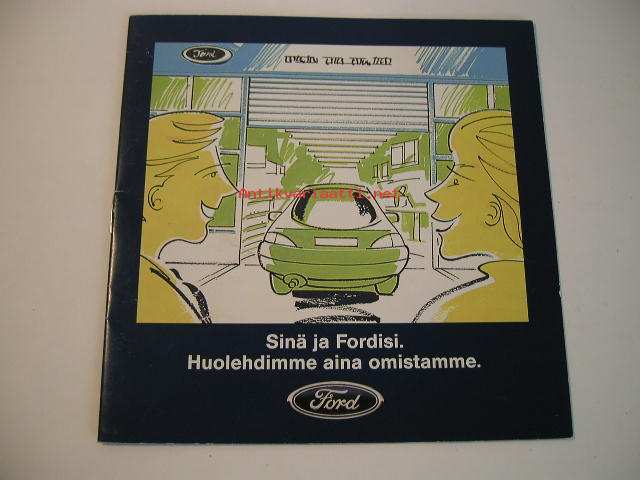 Ford
Antikvariaatti.net
Sinä ja Fordisi.
Huolehdimme aina omistamme.
Ford